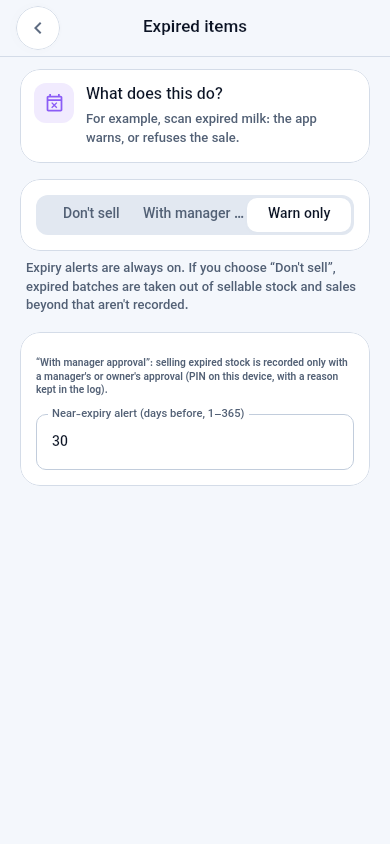 Expired items
What does this do?
For example, scan expired milk: the app
warns, or refuses the sale.
Don't sell
With manager ...
Warn only
Expiry alerts are always on. If you choose “Don't sell”,
expired batches are taken out of sellable stock and sales
beyond that aren't recorded.
“With manager approval”: selling expired stock is recorded only with
a manager's or owner's approval (PIN on this device, with a reason
kept in the log).
Near-expiry alert (days before, 1–365)
30